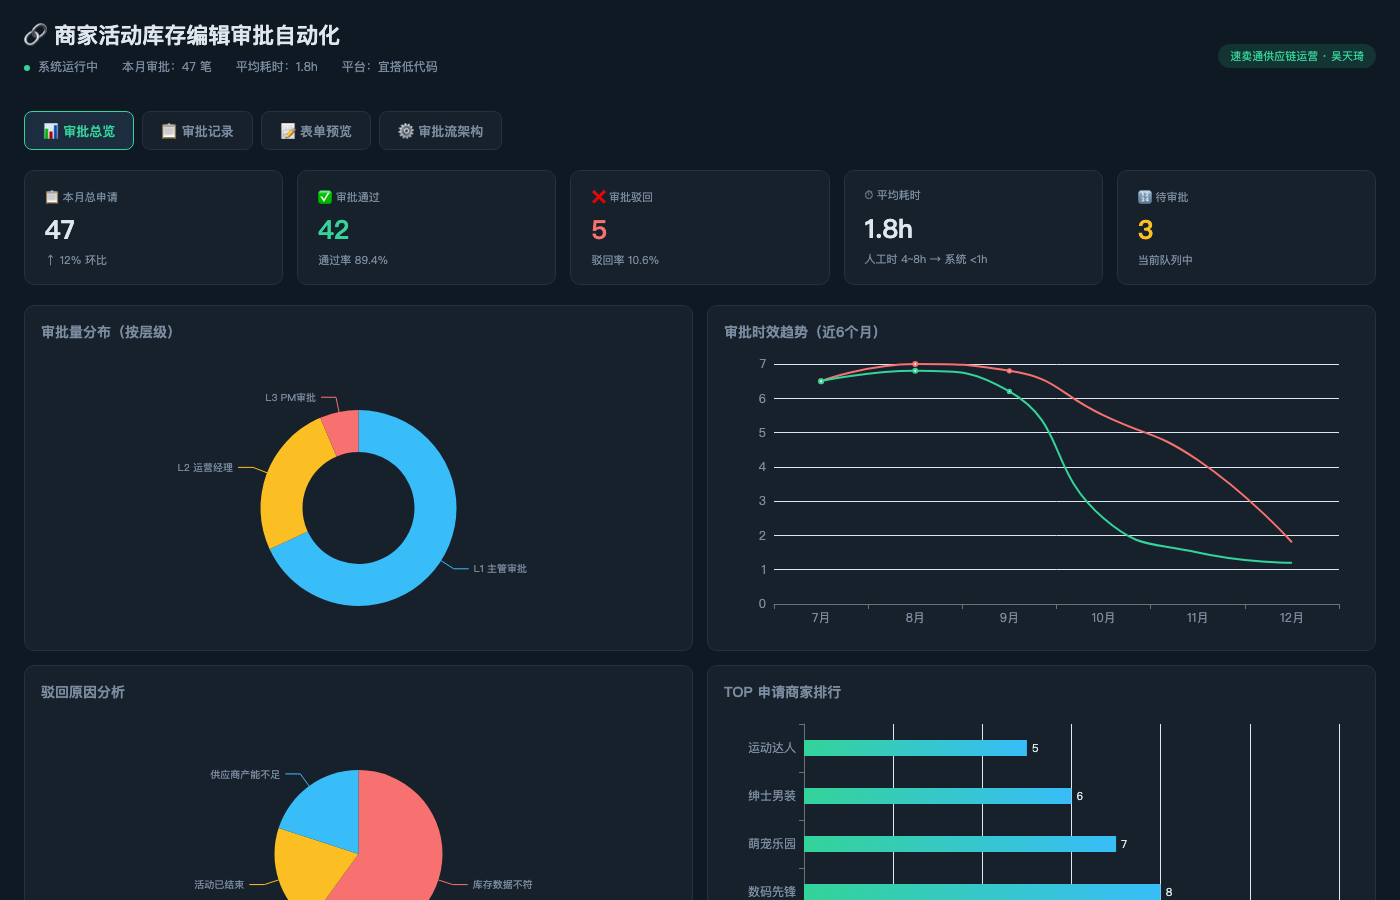 🔗 商家活动库存编辑审批自动化
系统运行中 本月审批：47 笔 平均耗时：1.8h 平台：宜搭低代码
速卖通供应链运营 · 吴天琦
📊 审批总览
📋 审批记录
📝 表单预览
⚙️ 审批流架构
📋 本月总申请
47
↑ 12% 环比
✅ 审批通过
42
通过率 89.4%
❌ 审批驳回
5
驳回率 10.6%
⏱ 平均耗时
1.8h
人工时 4~8h → 系统 <1h
🔢 待审批
3
当前队列中
审批量分布（按层级）
L3 PM审批
L2 运营经理
L1 主管审批
审批时效趋势（近6个月）
7
6
5
4
3
2
1
0
7月 8月 9月 10月 11月 12月
驳回原因分析
供应商产能不足
活动已结束
库存数据不符
TOP 申请商家排行
运动达人 5
绅士男装 6
萌宠乐园 7
数码先锋 8